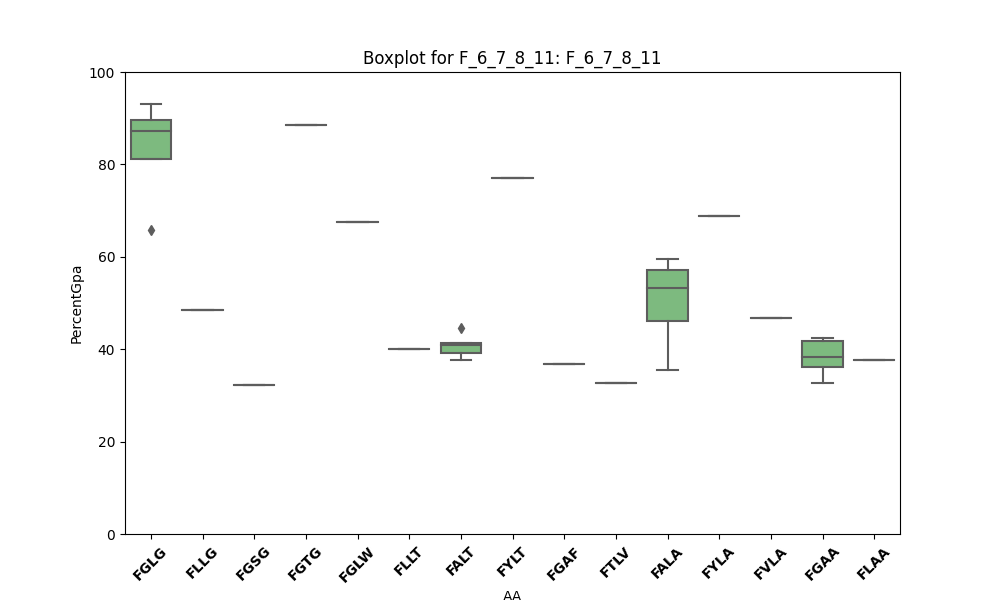 Boxplot for F_6_7_8_11: F_6_7_8_11
100
80
60
40
20
0
PercentGpa
FGLG FLLG FGSG FGTG FGLW FLLT FALT FYLT FGAF FTLV FALA FYLA FVLA FGAA FLAA
AA